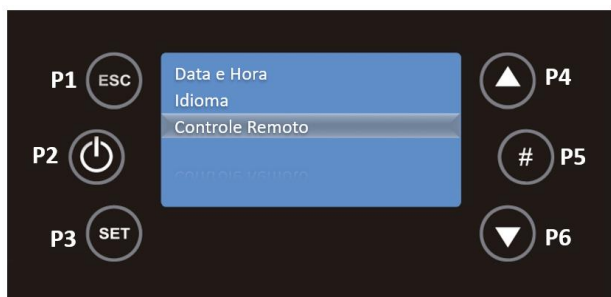 P1 ESC
Data e Hora
Idioma
Controle Remoto
P4
P2
# P5
P3 SET
P6